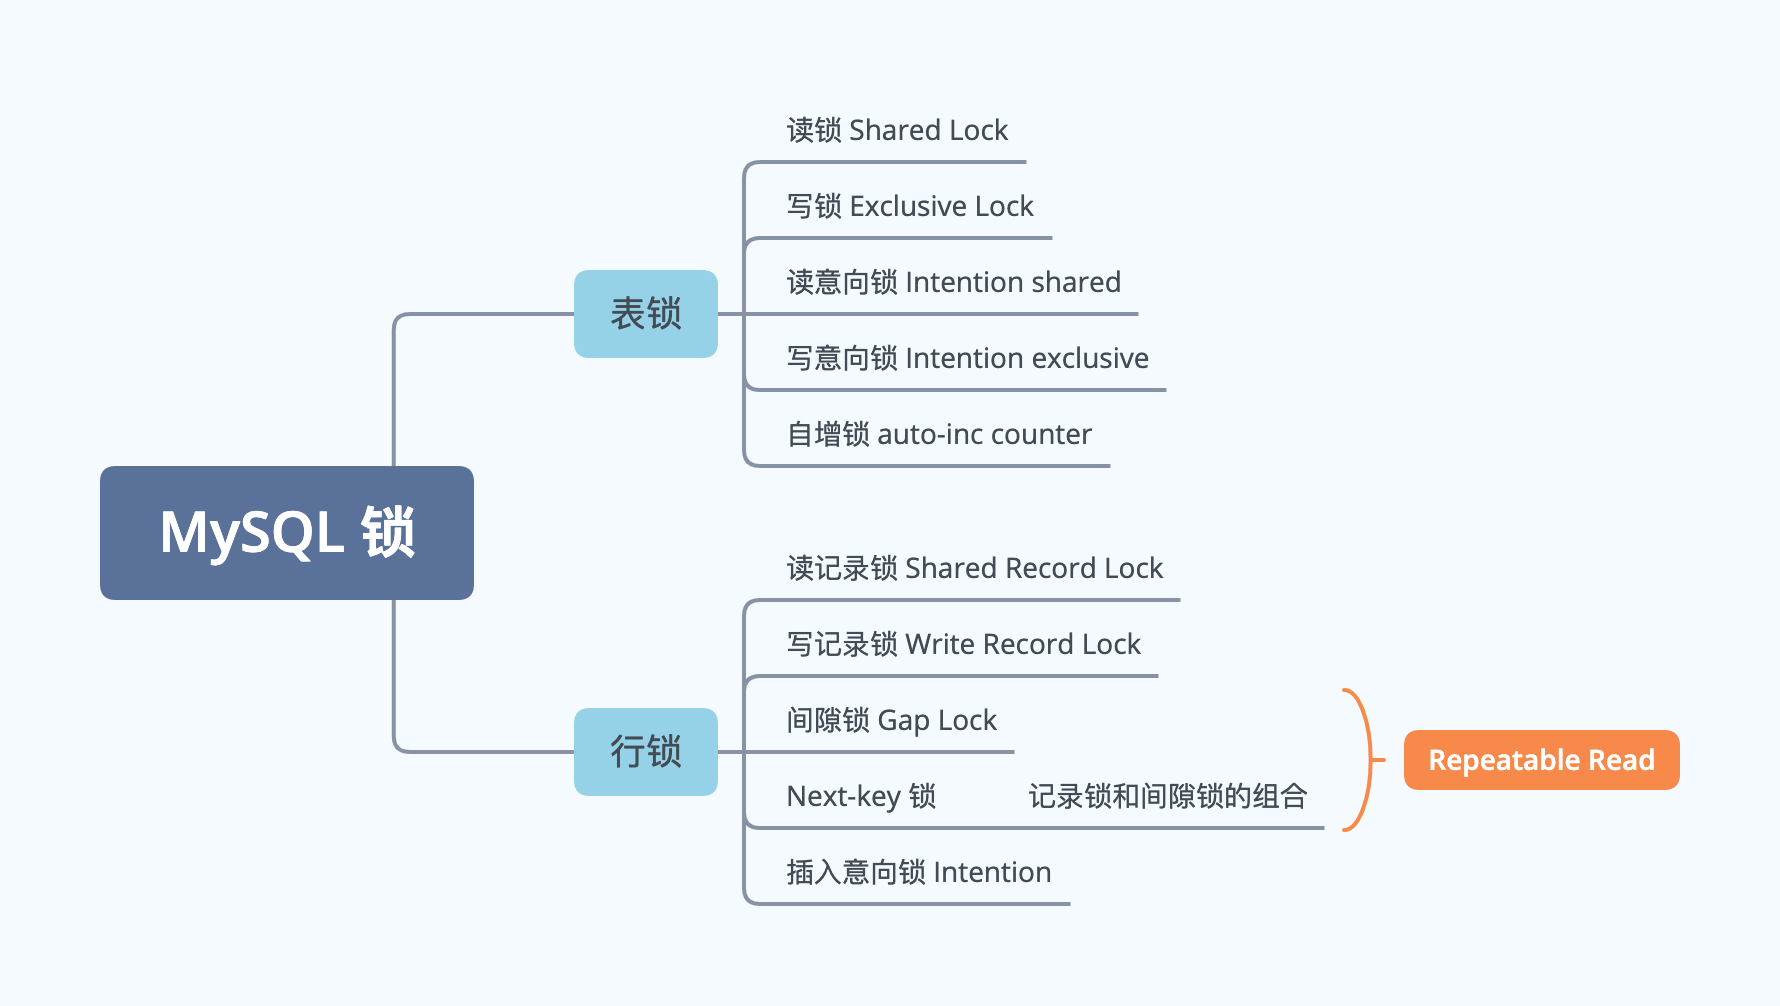 读锁 Shared Lock
写锁 Exclusive Lock
读意向锁 Intention shared
表锁
写意向锁 Intention exclusive
自增锁 auto-inc counter
MySQL 锁
读记录锁 Shared Record Lock
写记录锁 Write Record Lock
间隙锁 Gap Lock
行锁
Next-key 锁 记录锁和间隙锁的组合
Repeatable Read
插入意向锁 Intention